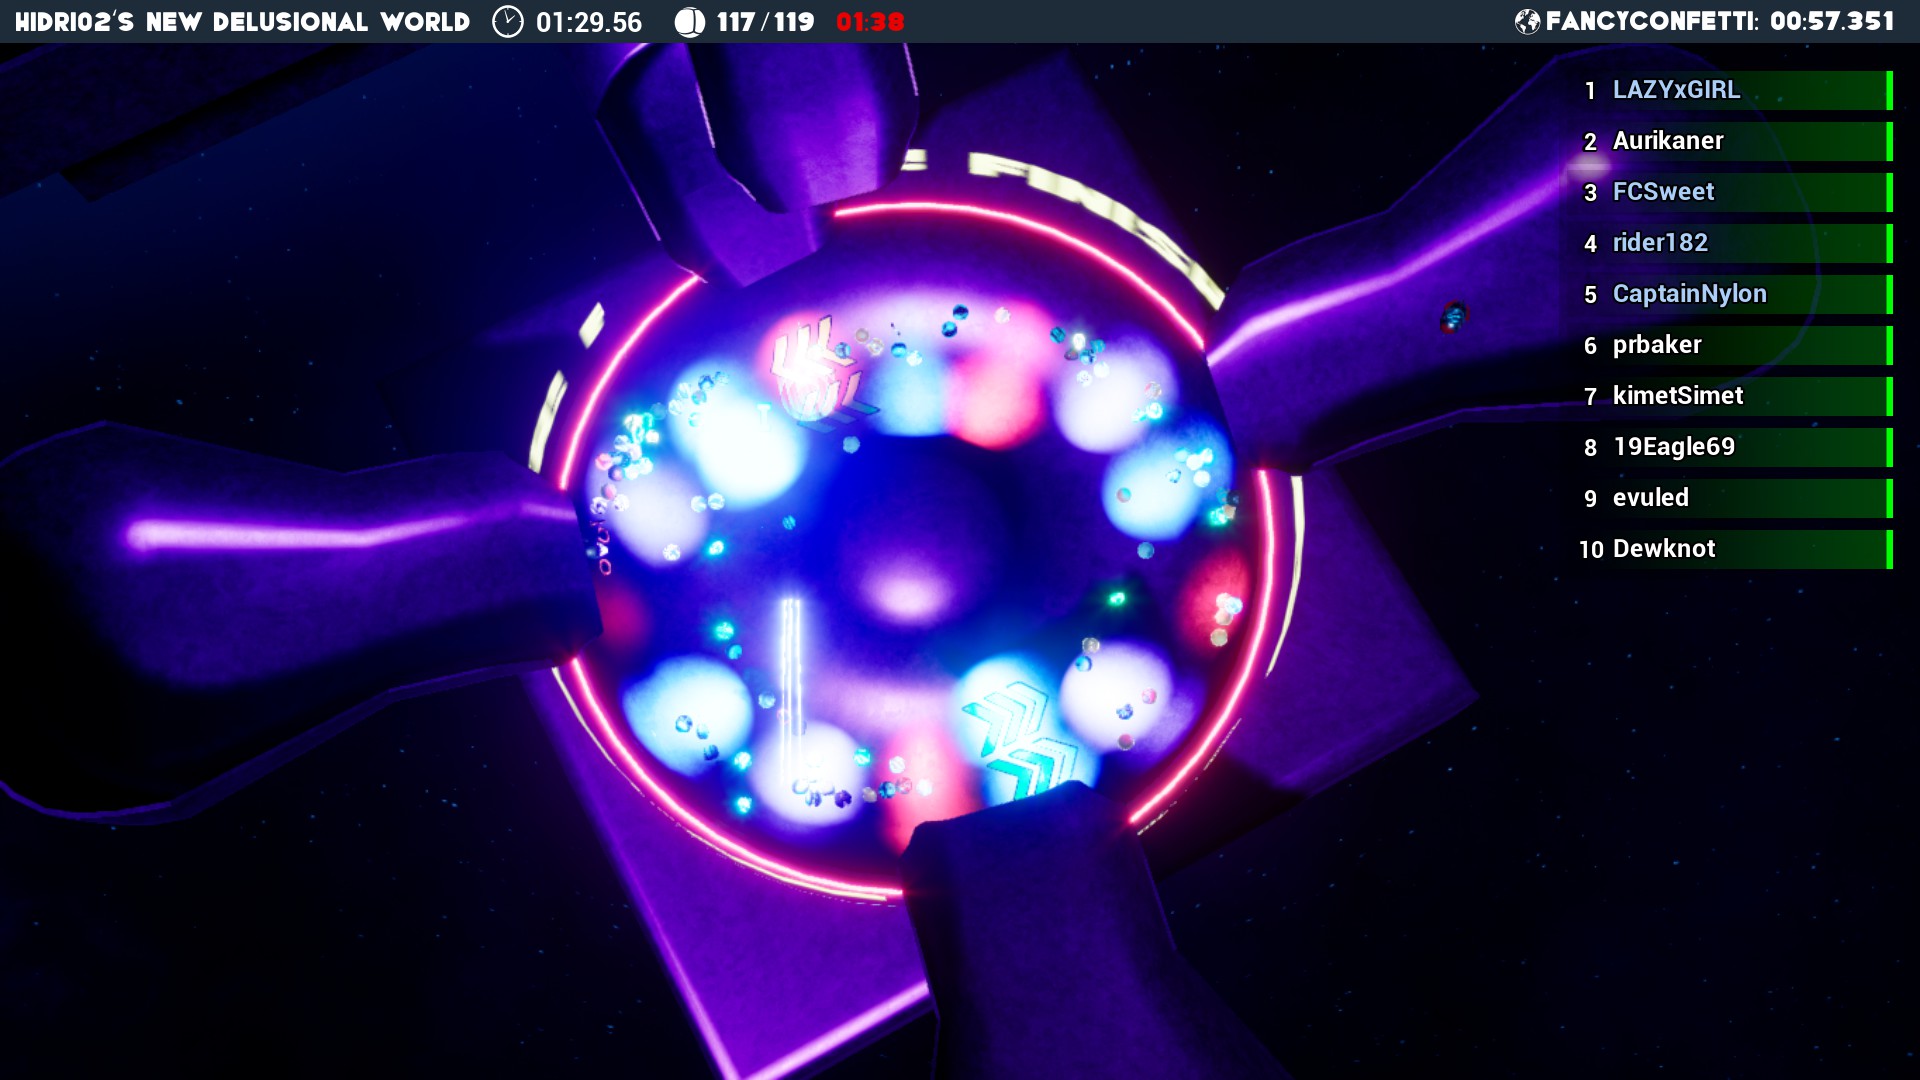 HIDRI02'S NEW DELUSIONAL WORLD 01:29.56 117/119 01:38 FANCYCONFETTI: 00:57.351
1 LAZYxGIRL
2 Aurikaner
3 FCSweet
4 rider182
5 CaptainNylon
6 prbaker
7 kimetSimet
8 19Eagle69
9 evuled
10 Dewknot